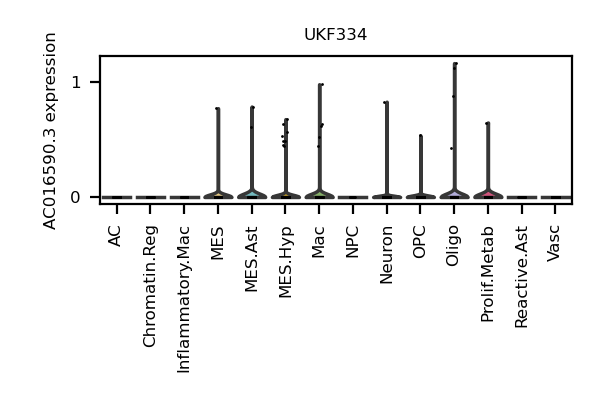 UKF334
AC016590.3 expression
1
0
AC
Chromatin.Reg
Inflammatory.Mac
MES
MES.Ast
MES.Hyp
Mac
NPC
Neuron
OPC
Oligo
Prolif.Metab
Reactive.Ast
Vasc